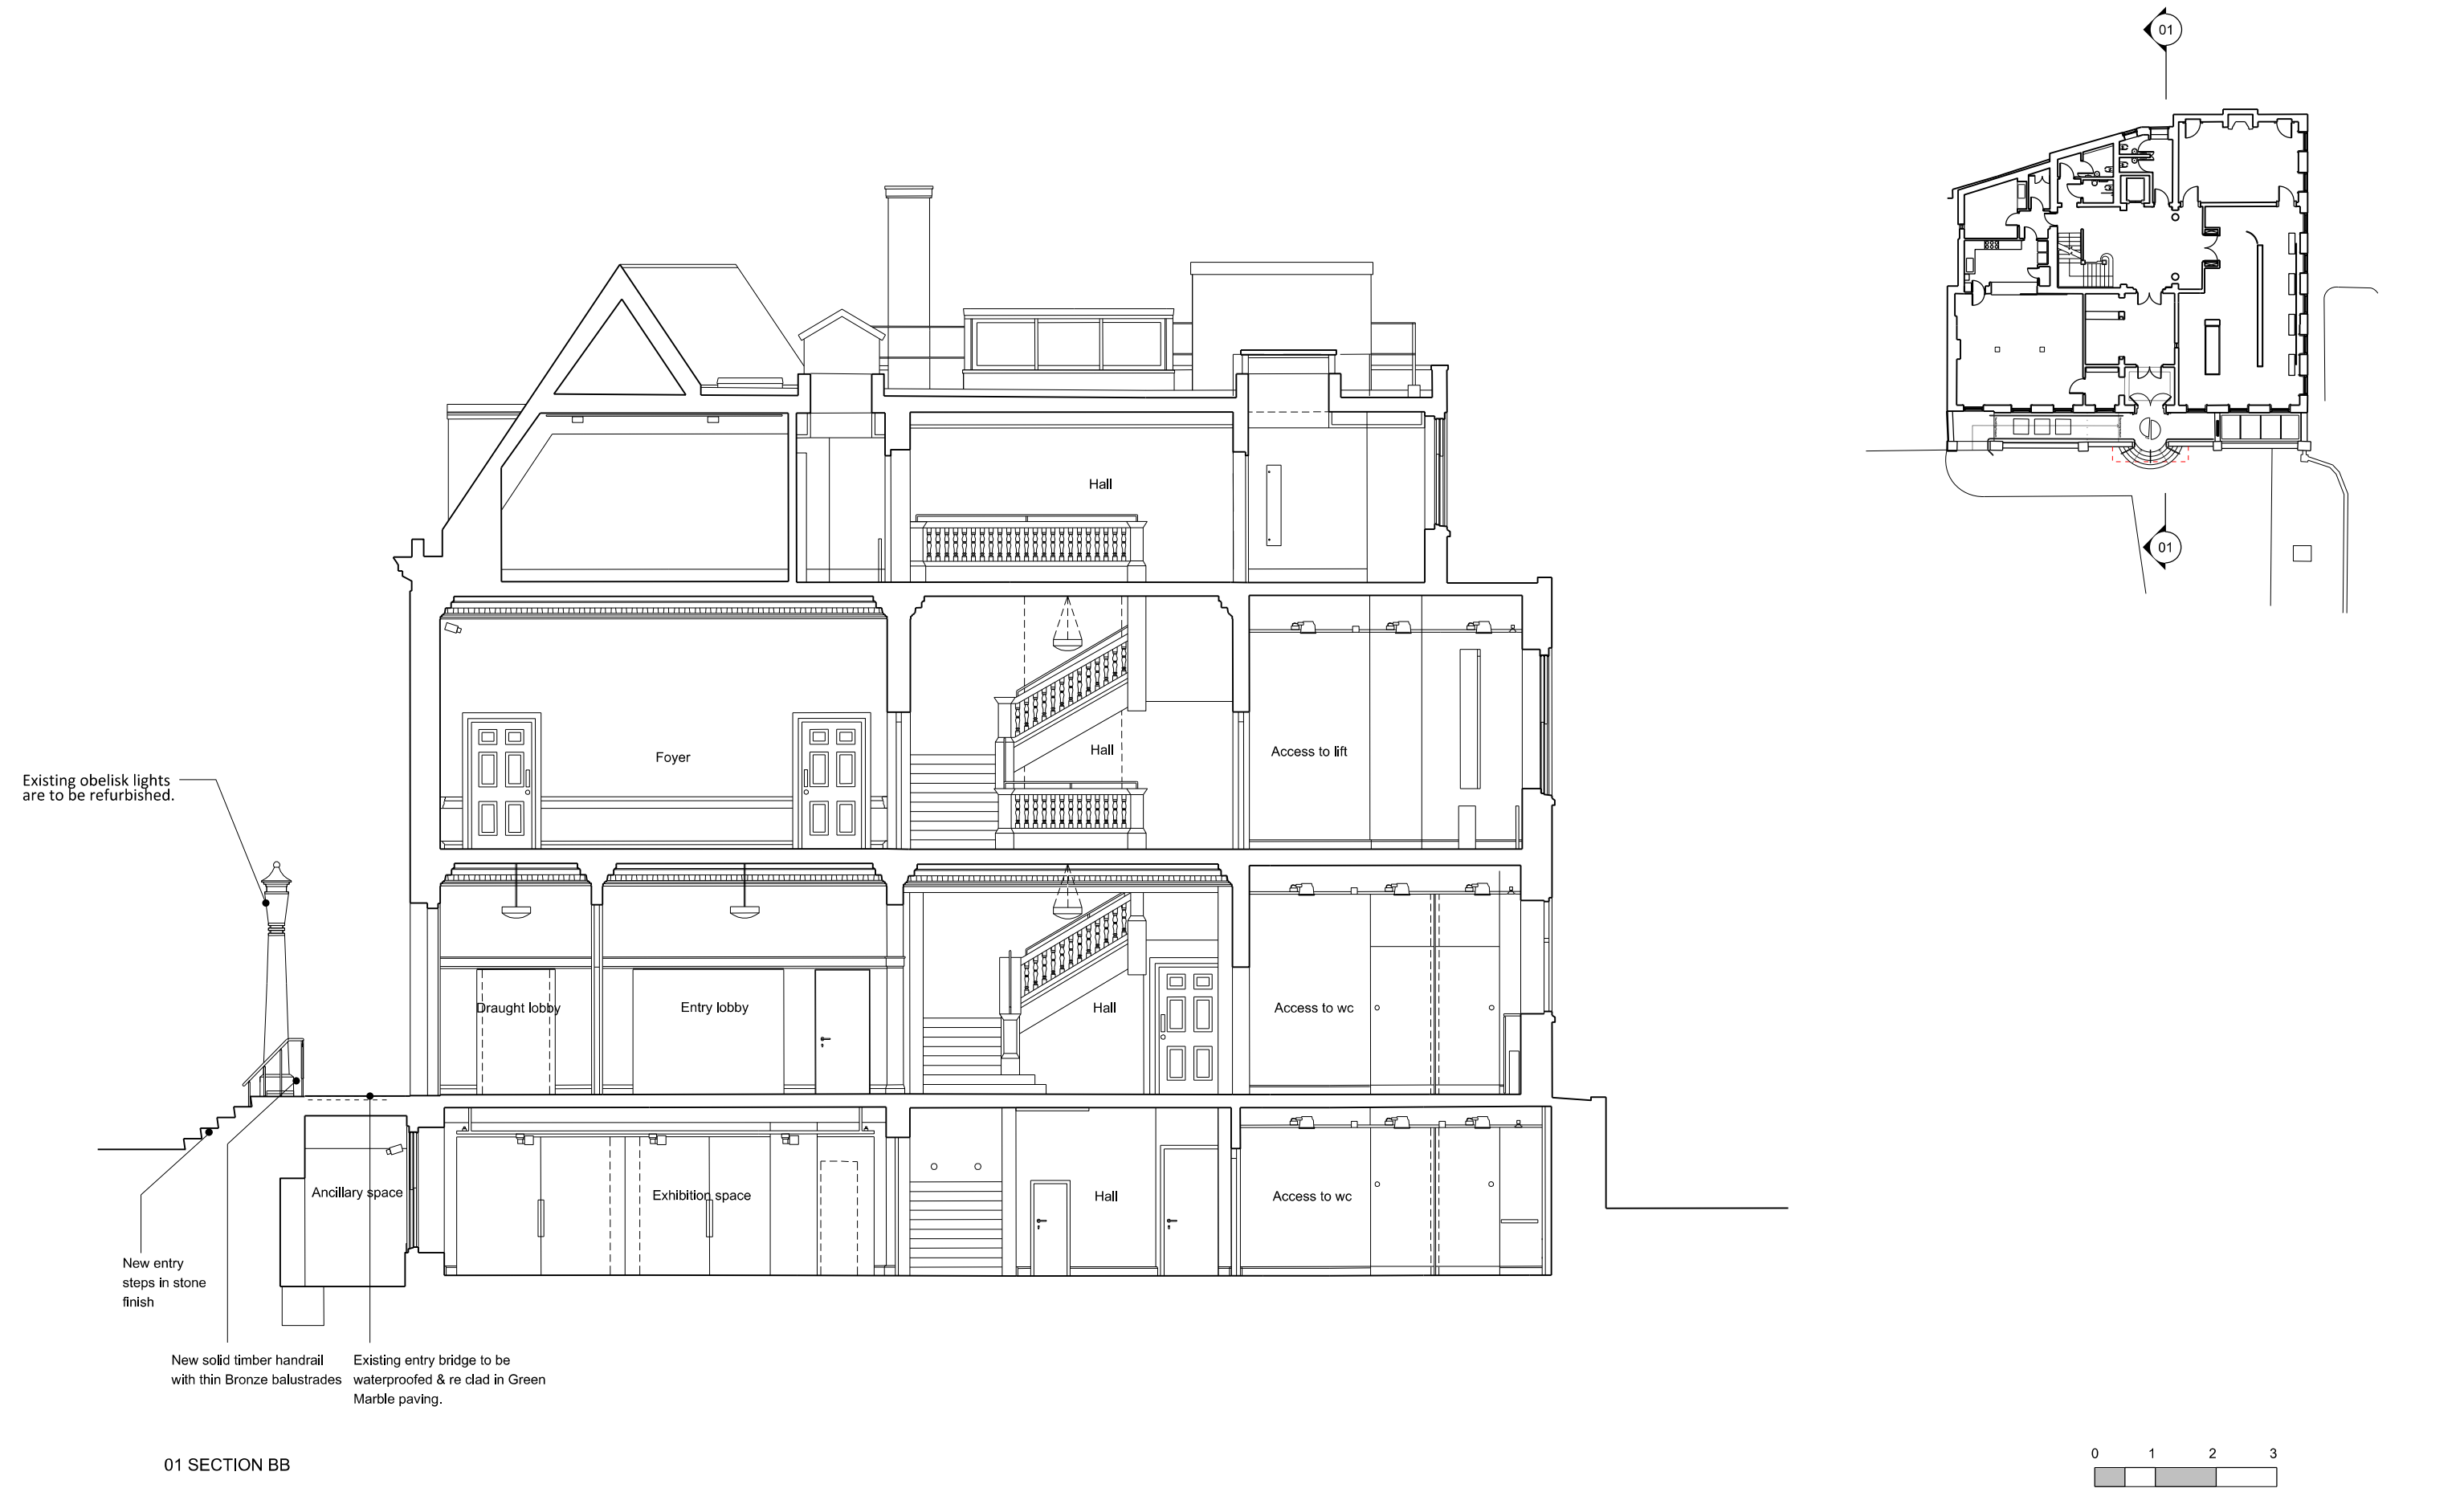 01
01
Hall
Foyer
Hall
Access to lift
Existing obelisk lights
are to be refurbished.
Draught lobby
Entry lobby
Hall
Access to wc
Ancillary space
Exhibition space
Hall
Access to wc
New entry
steps in stone
finish
New solid timber handrail
with thin Bronze balustrades
Existing entry bridge to be
waterproofed & re clad in Green
Marble paving.
01 SECTION BB
0 1 2 3